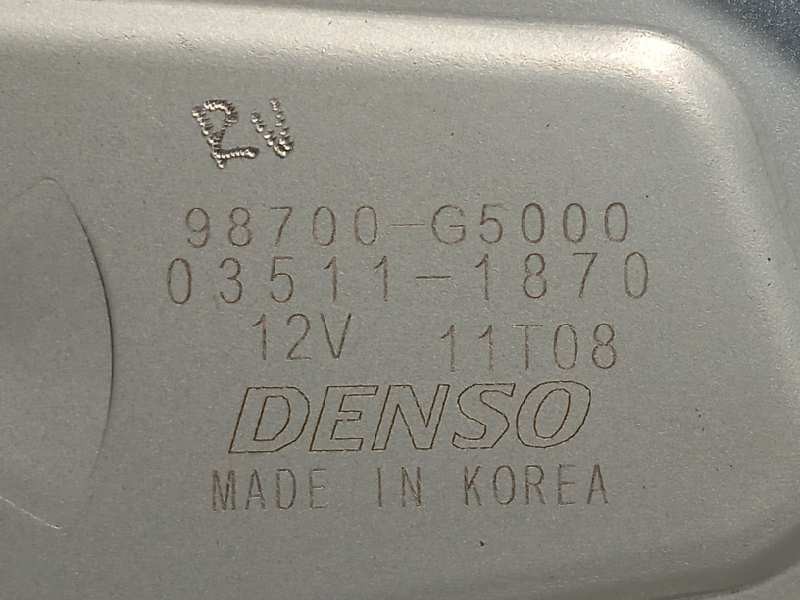 98700-G5000
03511-1870
12V 11T08
DENSO
MADE IN KOREA